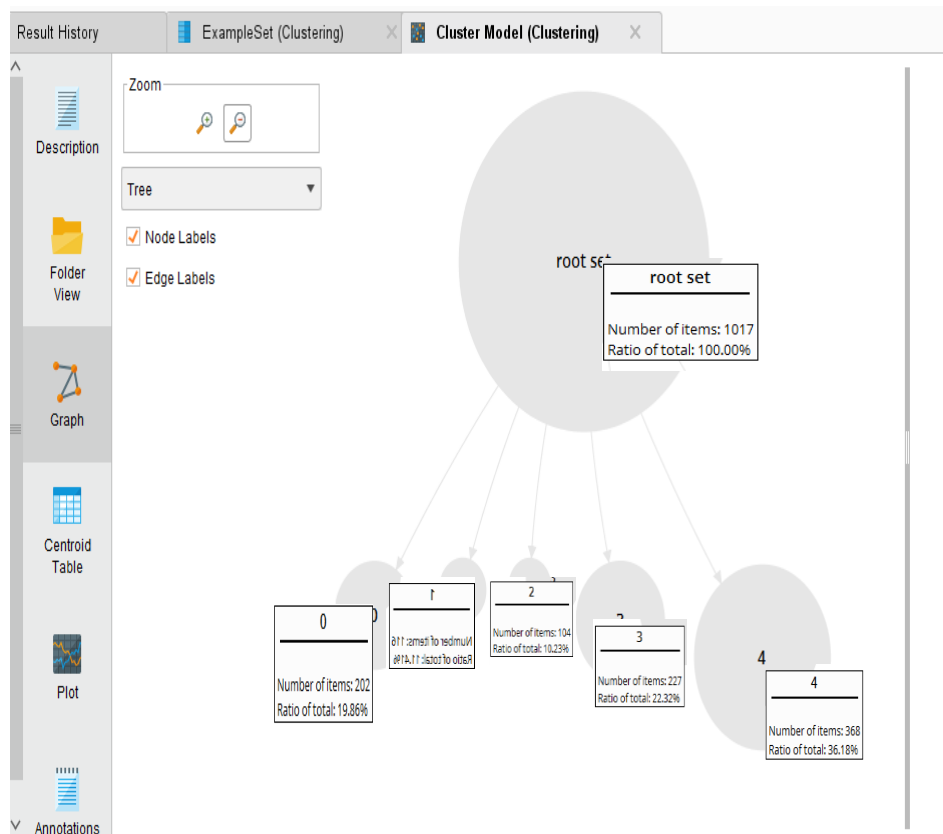 Result History
ExampleSet (Clustering)
Cluster Model (Clustering)
Description
Folder
View
Graph
Centroid
Table
Plot
Annotations
Zoom
Tree
Node Labels
Edge Labels
root set
root set
Number of items: 1017
Ratio of total: 100.00%
0
0
Number of items: 202
Ratio of total: 19.86%
1
Number of items: 116
Ratio of total: 11.41%
2
Number of items: 104
Ratio of total: 10.23%
3
Number of items: 227
Ratio of total: 22.32%
4
4
Number of items: 368
Ratio of total: 36.18%